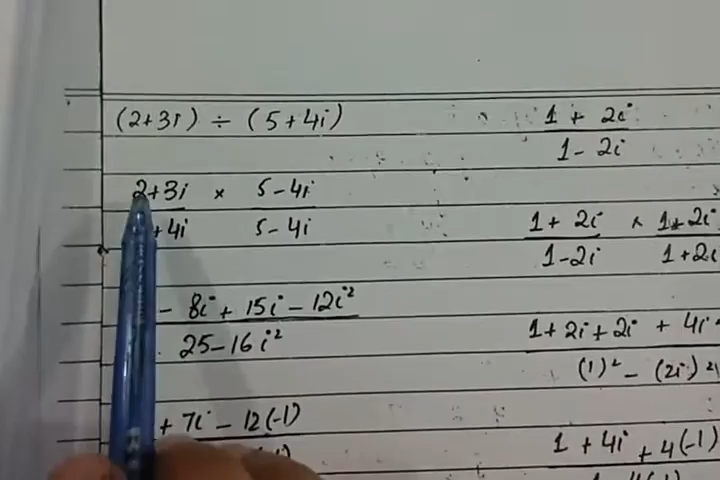 (2+3i) ÷ (5+4i)
2+3i × 5-4i
+4i 5-4i
- 8i + 15i - 12i²
25-16i²
+ 7i - 12(-1)
1 + 2i
1 - 2i
1 + 2i × 1+2i
1-2i 1+2i
1+2i+2i + 4i
(1)² - (2i)²
1 + 4i + 4(-1)